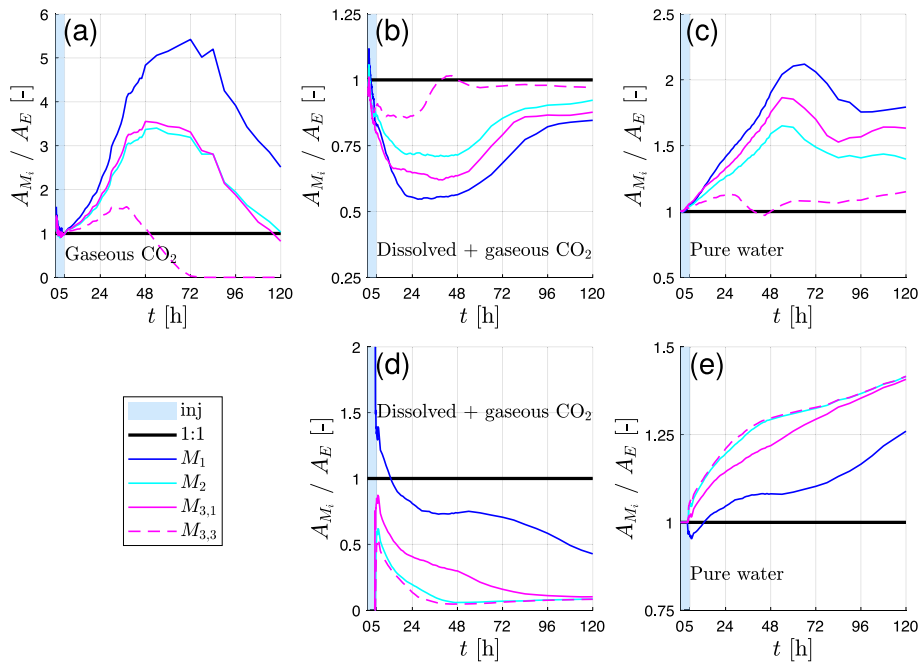 (a)
A_{M_i} / A_E [-]
6
5
4
3
2
1
0
Gaseous CO₂
05 24 48 72 96 120
t [h]
(b)
A_{M_i} / A_E [-]
1.25
1
0.75
0.5
0.25
Dissolved + gaseous CO₂
05 24 48 72 96 120
t [h]
(c)
A_{M_i} / A_E [-]
2.5
2
1.5
1
0.5
Pure water
05 24 48 72 96 120
t [h]
inj
1:1
M₁
M₂
M₃,₁
M₃,₃
(d)
A_{M_i} / A_E [-]
2
1.5
1
0.5
0
Dissolved + gaseous CO₂
05 24 48 72 96 120
t [h]
(e)
A_{M_i} / A_E [-]
1.5
1.25
1
0.75
Pure water
05 24 48 72 96 120
t [h]